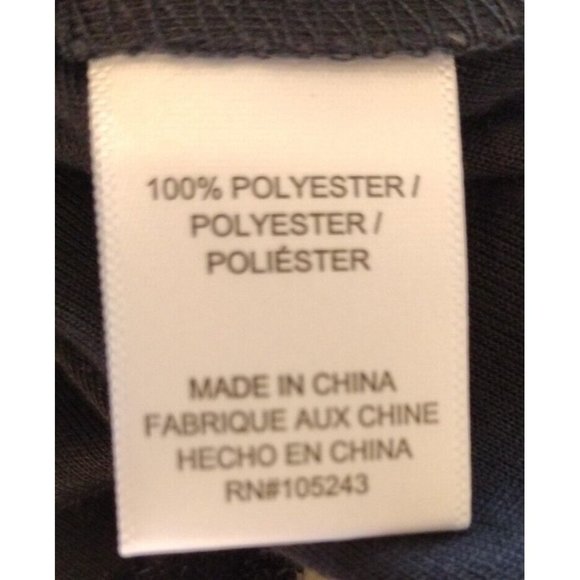 100% POLYESTER /
POLYESTER /
POLIÉSTER
MADE IN CHINA
FABRIQUE AUX CHINE
HECHO EN CHINA
RN#105243